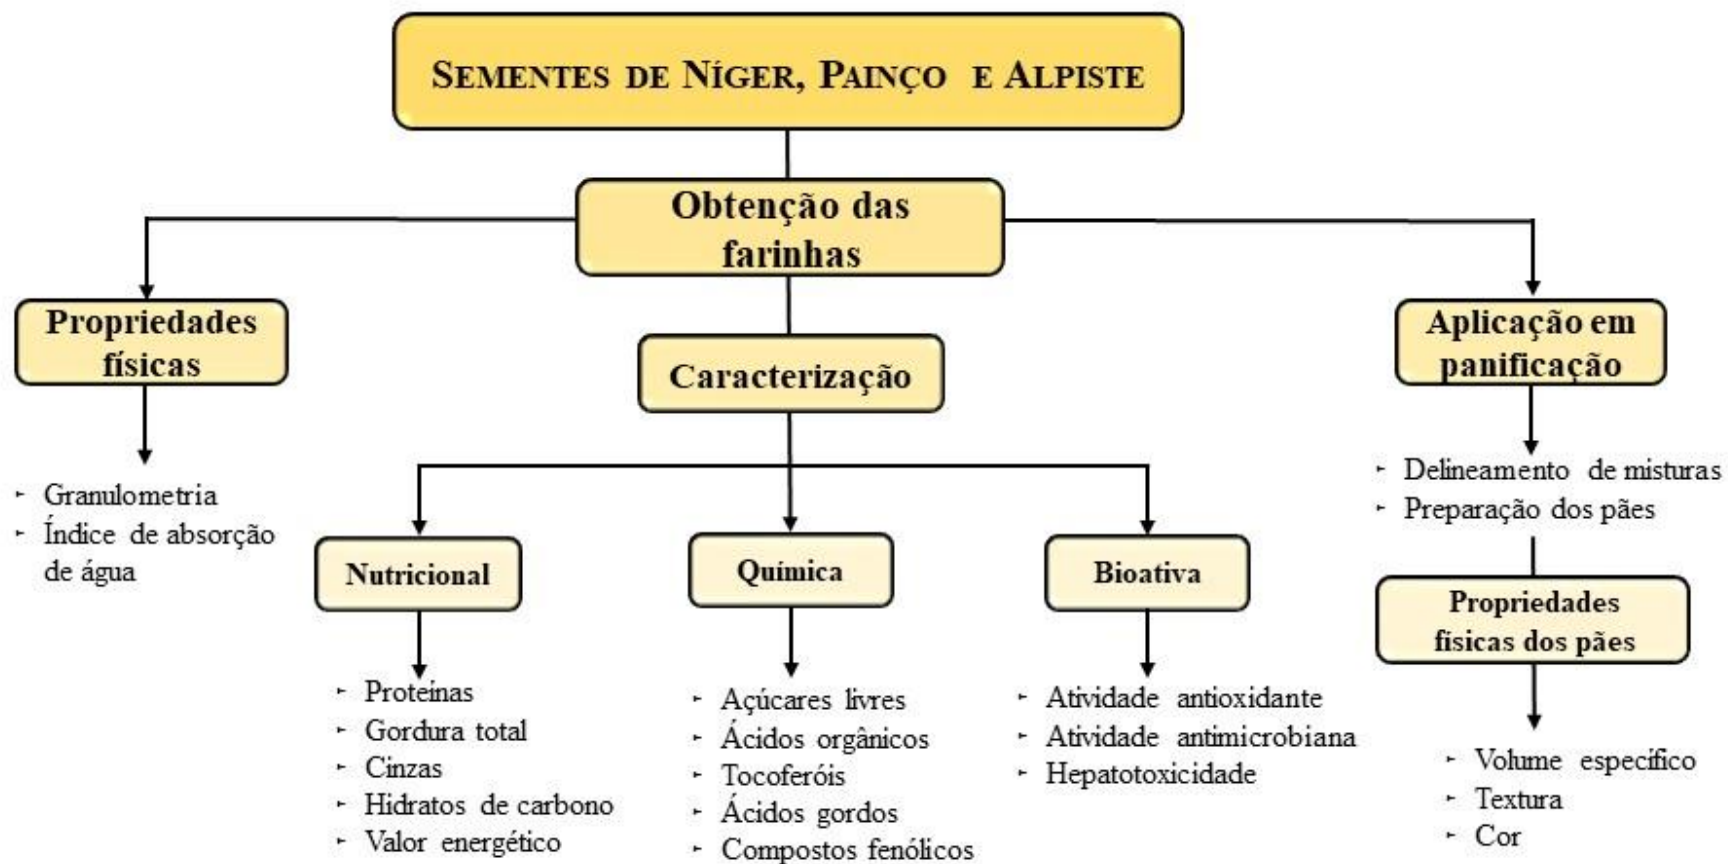 SEMENTES DE NÍGER, PAINÇO E ALPISTE
Obtenção das
farinhas
Propriedades
físicas
Granulometria
Índice de absorção
de água
Caracterização
Nutricional
Proteínas
Gordura total
Cinzas
Hidratos de carbono
Valor energético
Química
Açúcares livres
Ácidos orgânicos
Tocoferóis
Ácidos gordos
Compostos fenólicos
Bioativa
Atividade antioxidante
Atividade antimicrobiana
Hepatotoxicidade
Aplicação em
panificação
Delineamento de misturas
Preparação dos pães
Propriedades
físicas dos pães
Volume específico
Textura
Cor